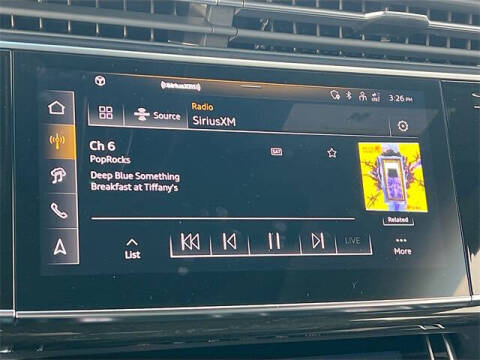 ((SiriusXM))
3:26 PM
Radio
Source
SiriusXM
Ch 6
PopRocks
SAT
Deep Blue Something
Breakfast at Tiffany's
Related
LIVE
List
More